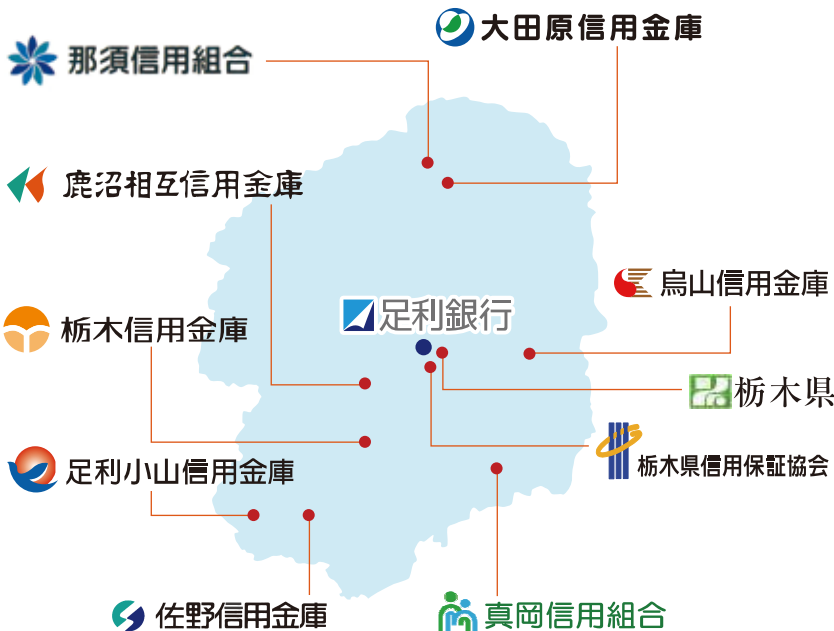 大田原信用金庫
那須信用組合
鹿沼相互信用金庫
烏山信用金庫
足利銀行
栃木信用金庫
栃木県
足利小山信用金庫
栃木県信用保証協会
佐野信用金庫
真岡信用組合